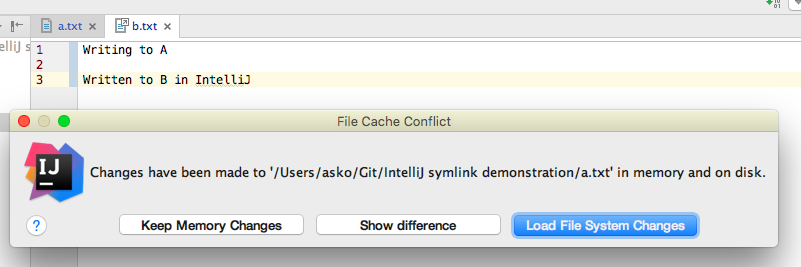 a.txt
b.txt
1 Writing to A
2
3 Written to B in IntelliJ
File Cache Conflict
IJ
Changes have been made to '/Users/asko/Git/IntelliJ symlink demonstration/a.txt' in memory and on disk.
?
Keep Memory Changes
Show difference
Load File System Changes